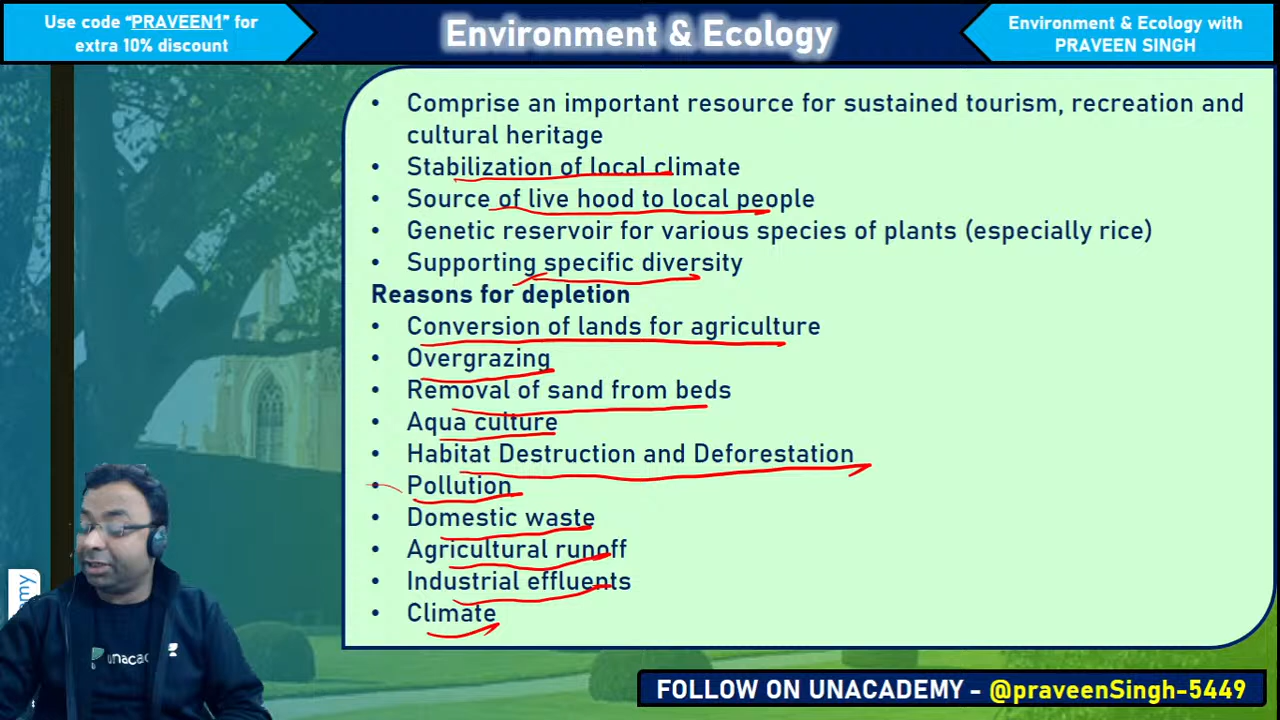 Use code “PRAVEEN1” for
extra 10% discount
Environment & Ecology
Environment & Ecology with
PRAVEEN SINGH
• Comprise an important resource for sustained tourism, recreation and
cultural heritage
• Stabilization of local climate
• Source of live hood to local people
• Genetic reservoir for various species of plants (especially rice)
• Supporting specific diversity
Reasons for depletion
• Conversion of lands for agriculture
• Overgrazing
• Removal of sand from beds
• Aqua culture
• Habitat Destruction and Deforestation
• Pollution
• Domestic waste
• Agricultural runoff
• Industrial effluents
• Climate
FOLLOW ON UNACADEMY - @praveenSingh-5449